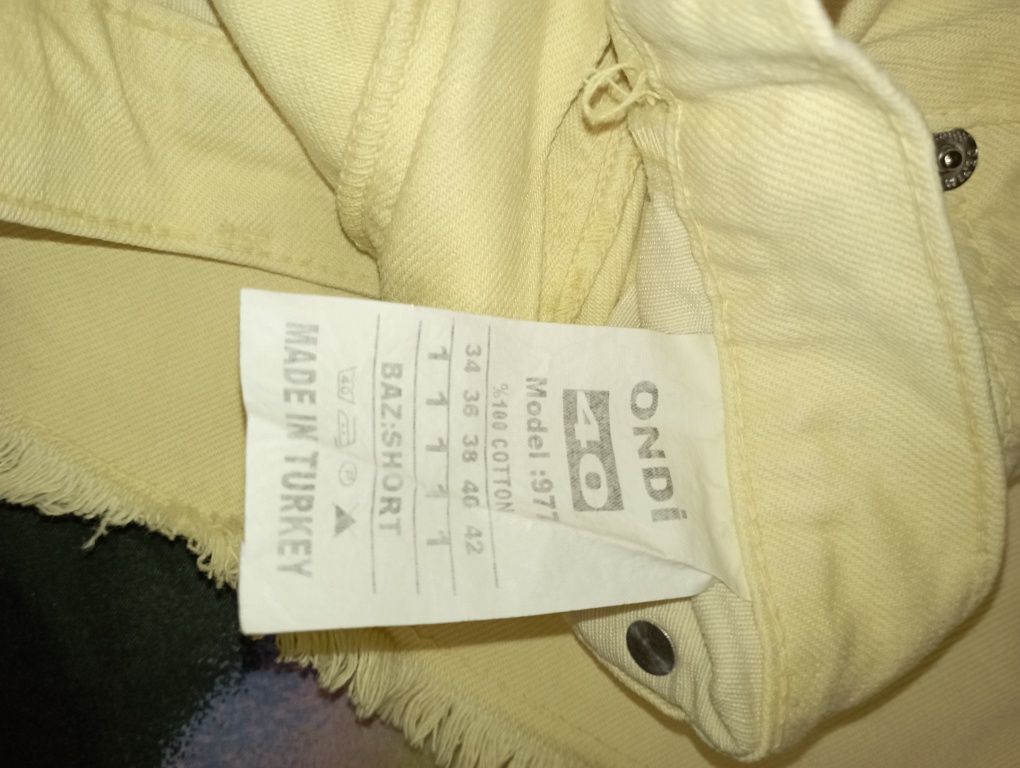 ONDİ
40
Model :977
%100 COTTON
34 36 38 40 42
1 1 1 1 1
BAZ:SHORT
40 P
MADE IN TURKEY